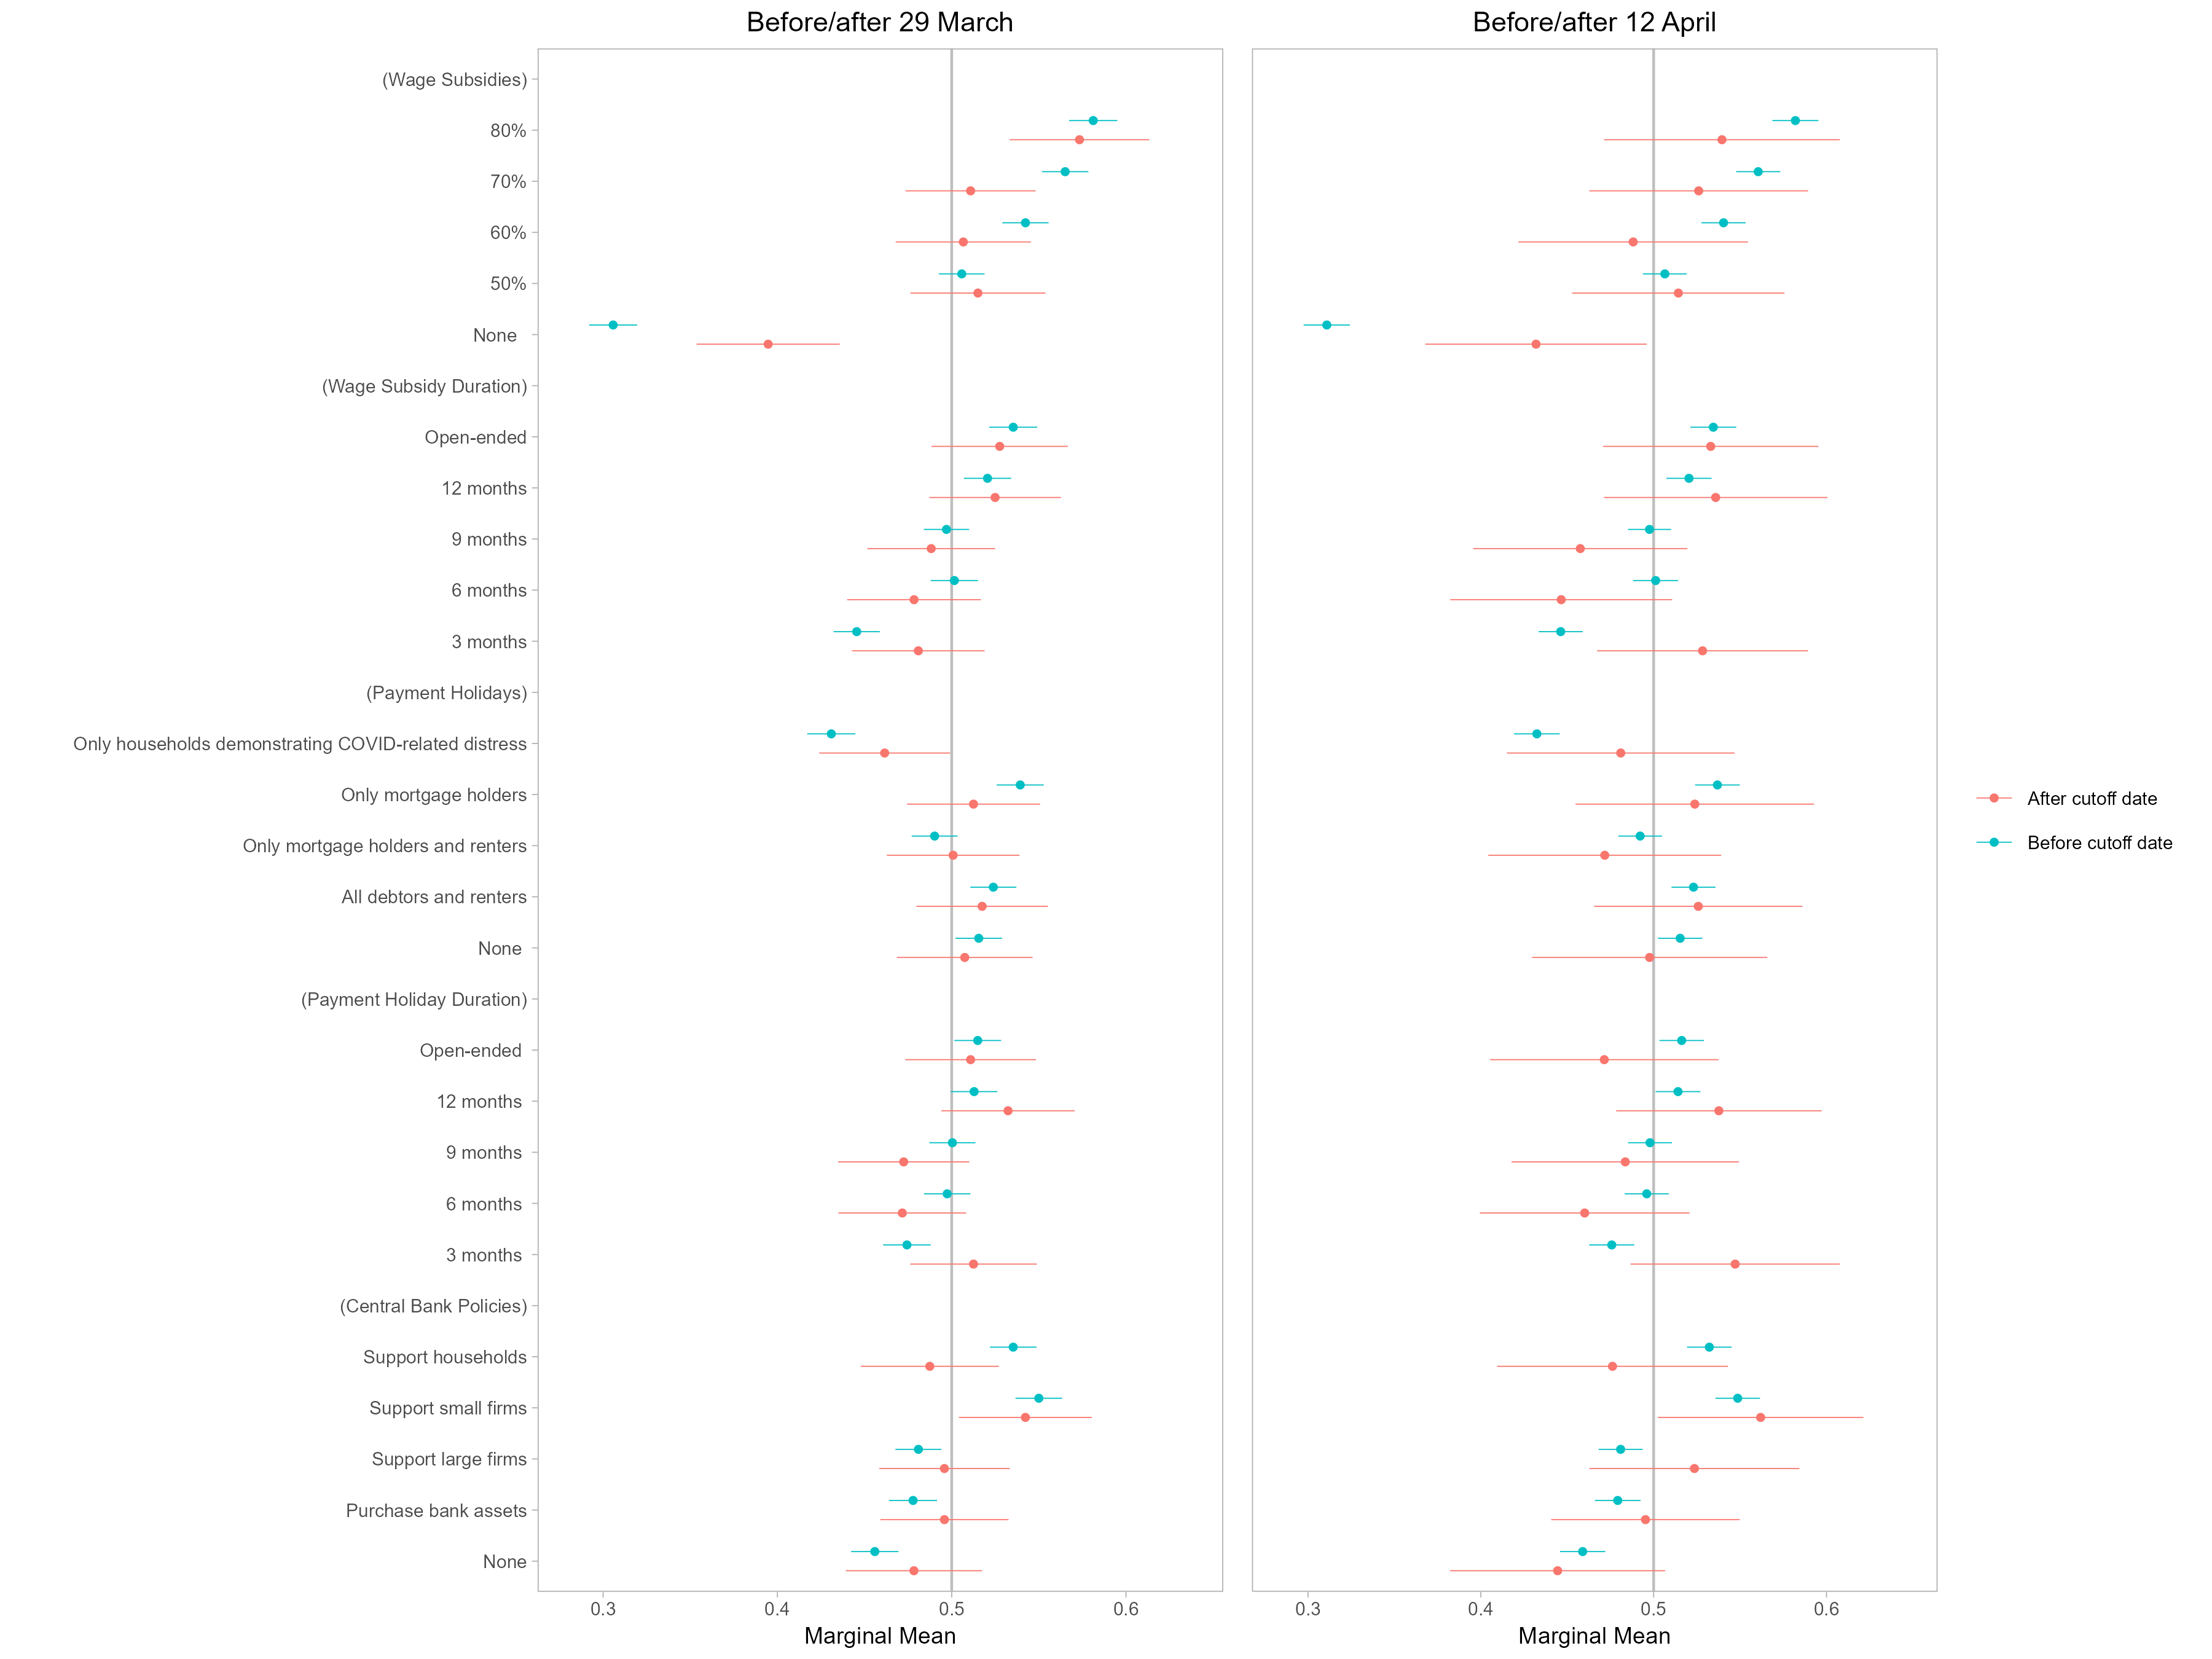 Before/after 29 March
Before/after 12 April
(Wage Subsidies)
80%
70%
60%
50%
None
(Wage Subsidy Duration)
Open-ended
12 months
9 months
6 months
3 months
(Payment Holidays)
Only households demonstrating COVID-related distress
Only mortgage holders
Only mortgage holders and renters
All debtors and renters
None
(Payment Holiday Duration)
Open-ended
12 months
9 months
6 months
3 months
(Central Bank Policies)
Support households
Support small firms
Support large firms
Purchase bank assets
None
0.3 0.4 0.5 0.6
0.3 0.4 0.5 0.6
Marginal Mean
Marginal Mean
After cutoff date
Before cutoff date